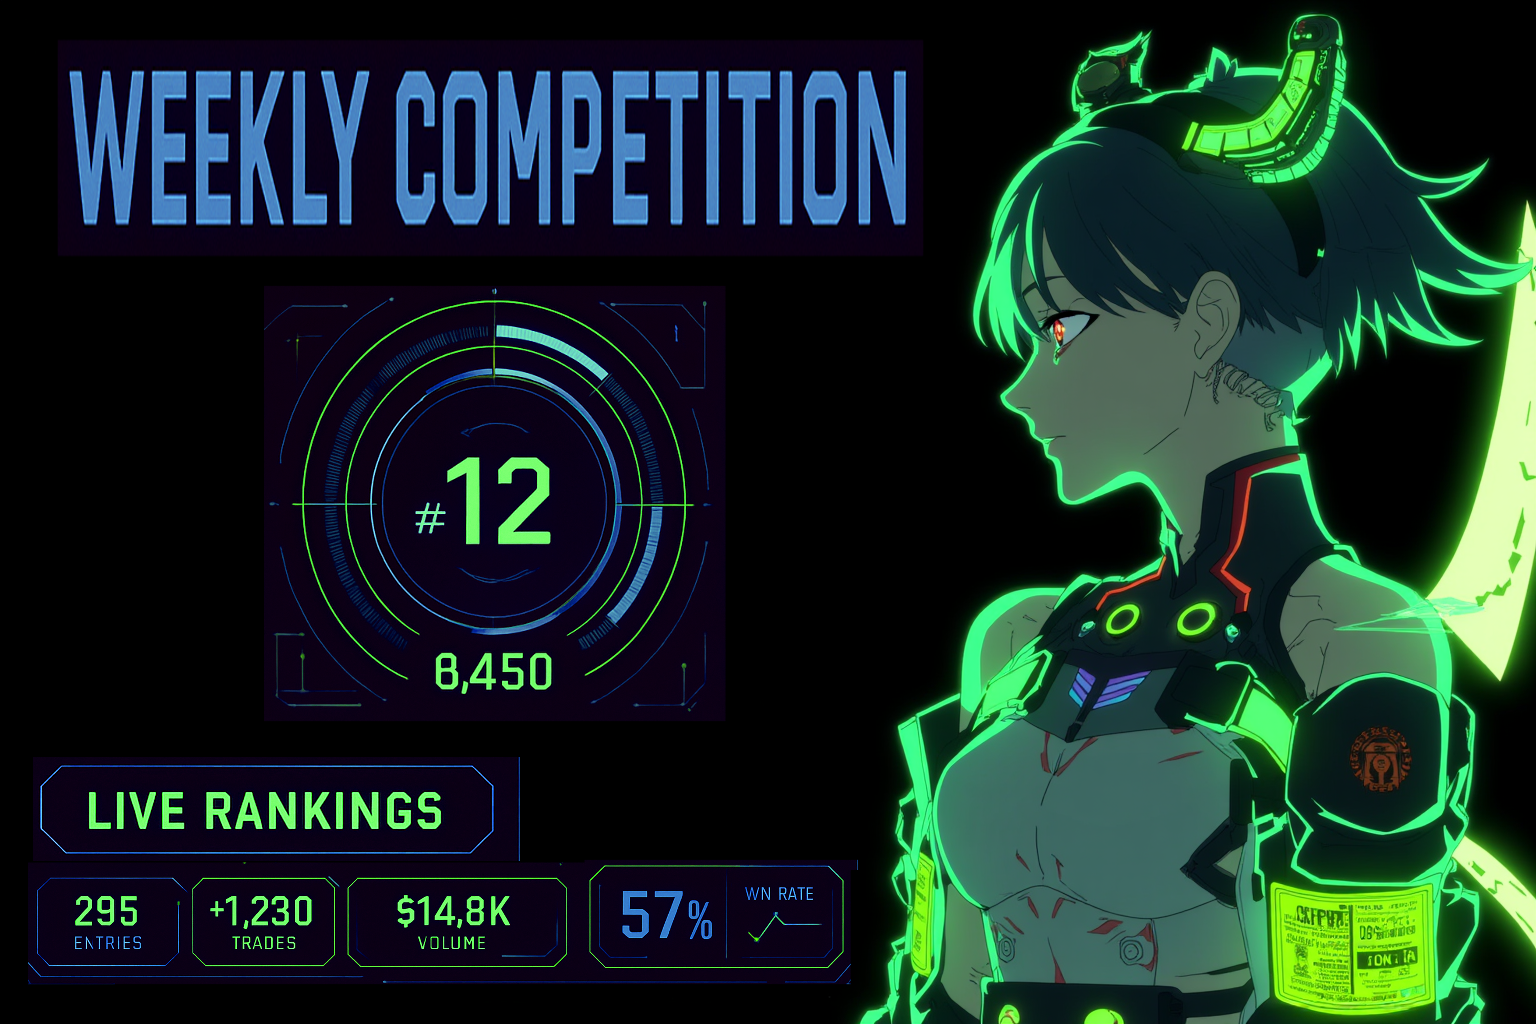 WEEKLY COMPETITION
#12
8,450
LIVE RANKINGS
295
ENTRIES
+1,230
TRADES
$14,8K
VOLUME
57%
WN RATE